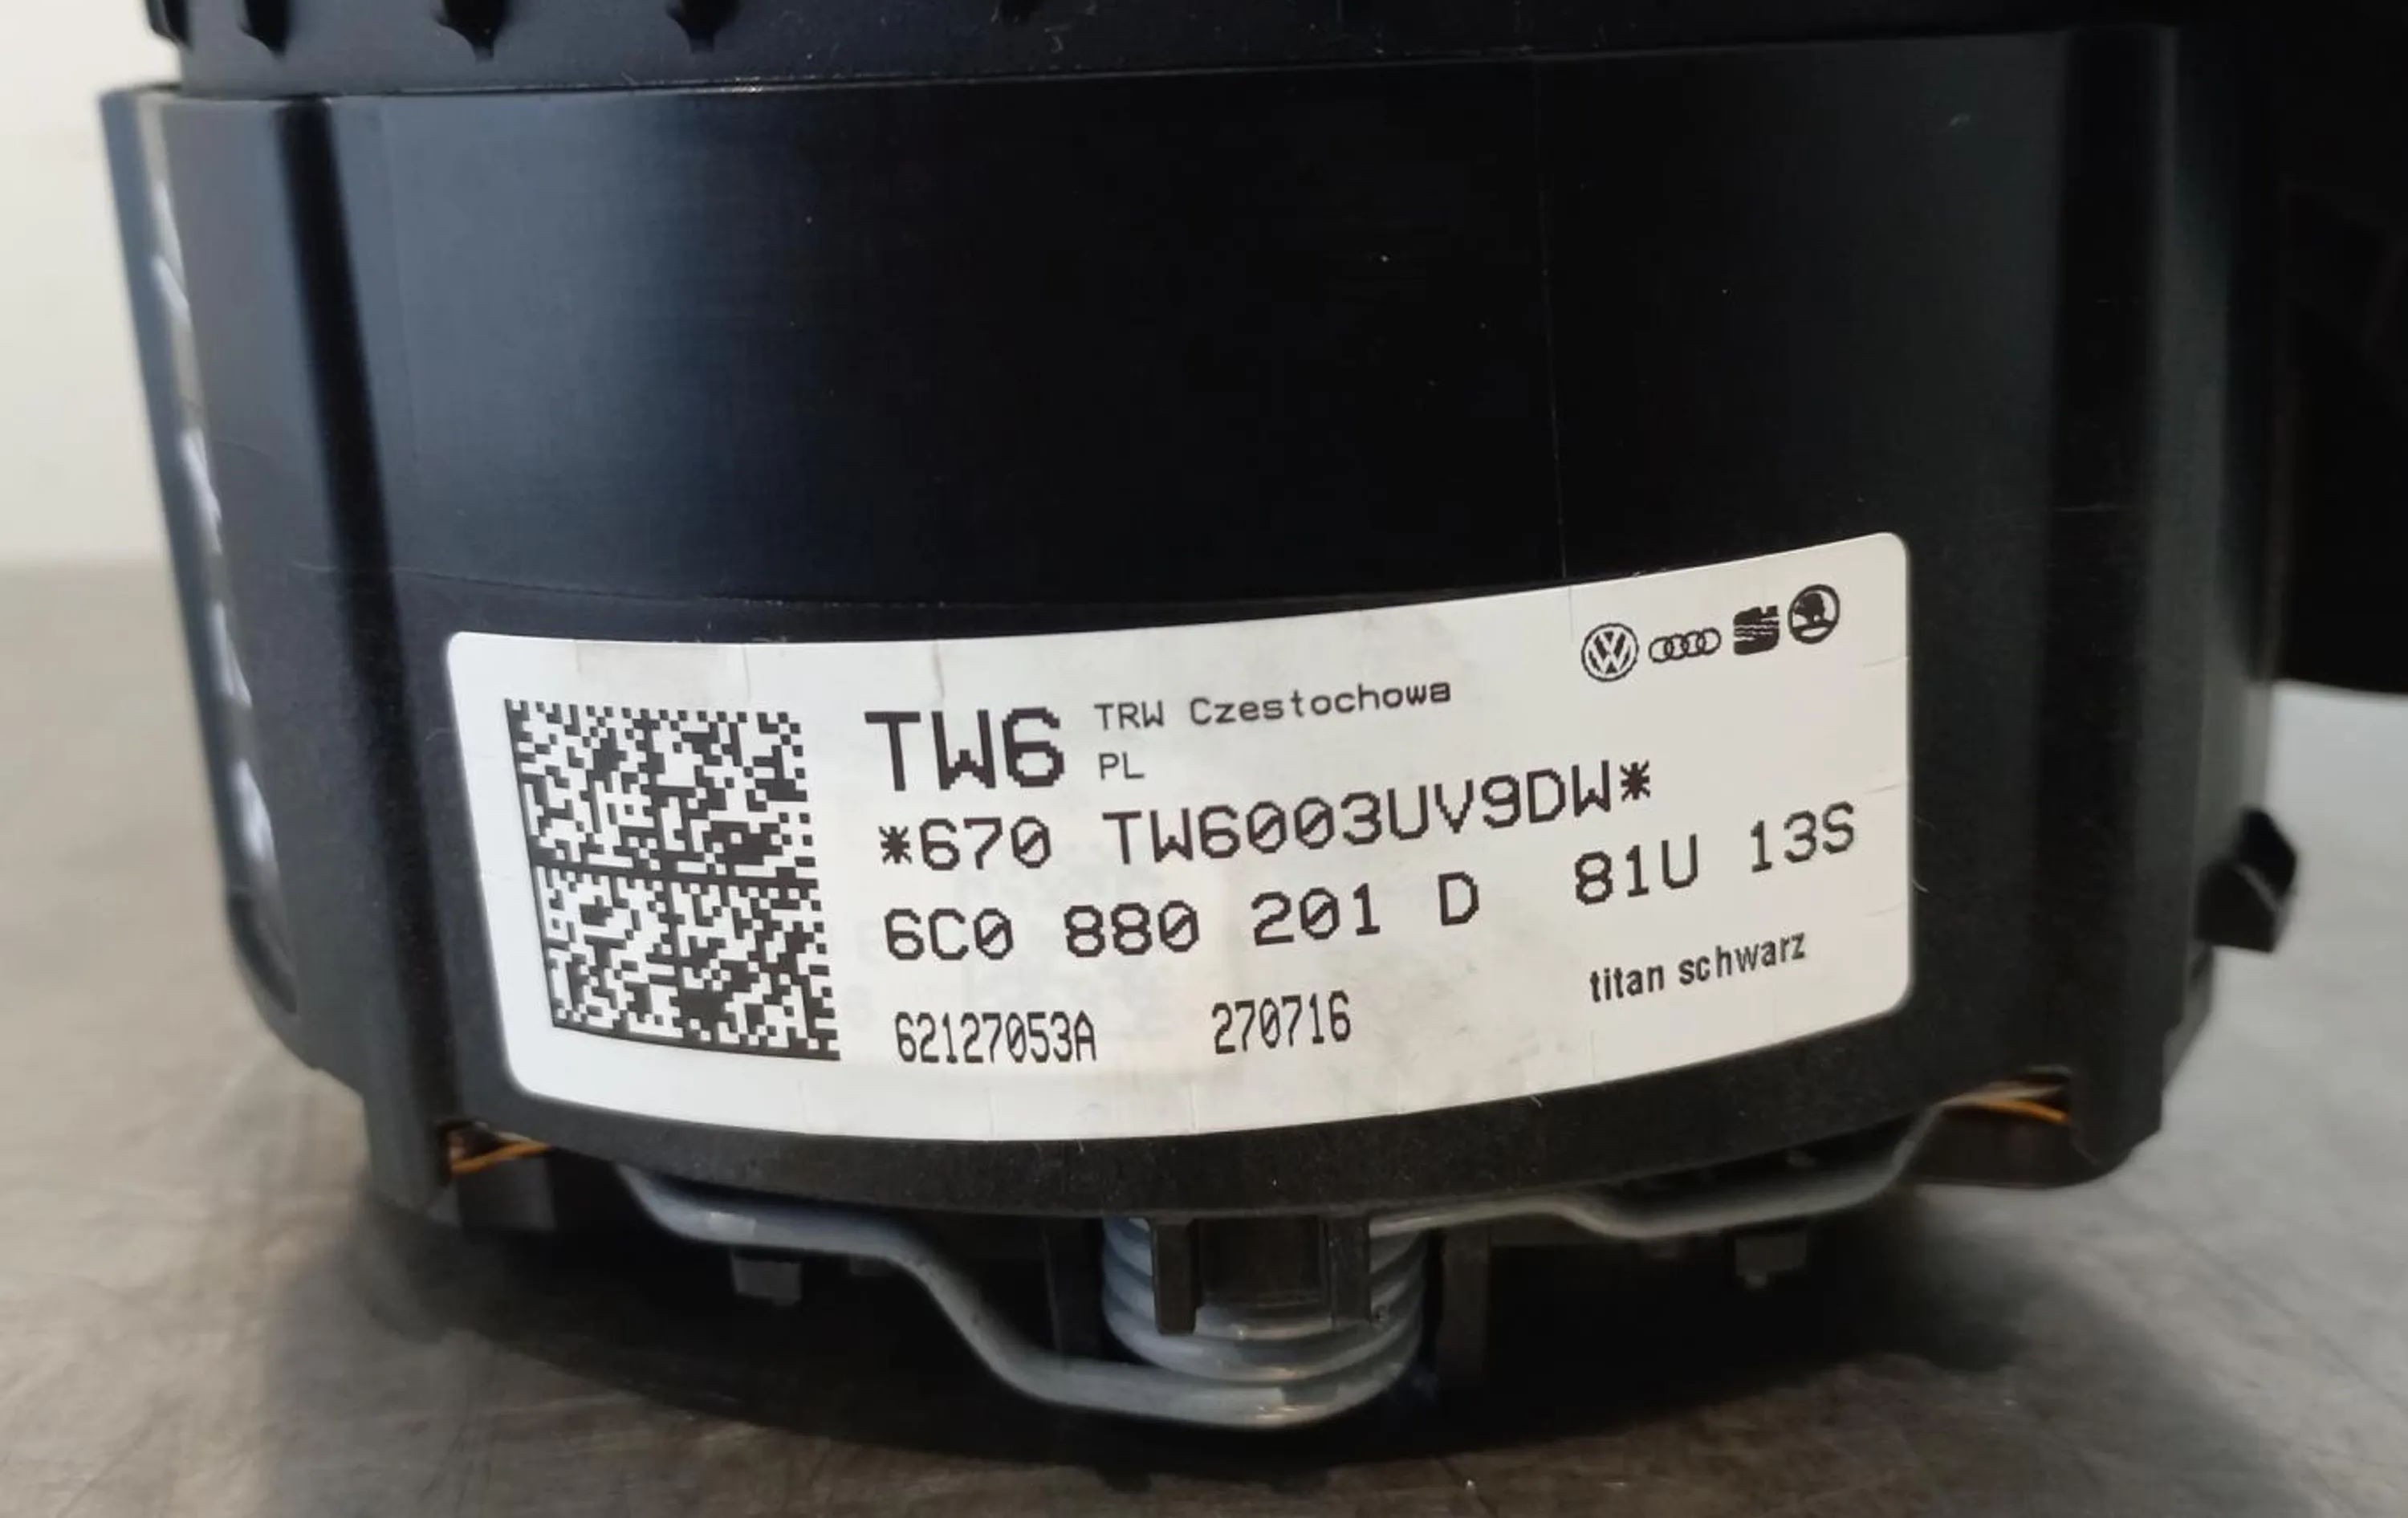 TW6 TRW Czestochowa
PL
*670 TW6003UV9DW*
6C0 880 201 D 81U 13S
62127053A 270716 titan schwarz